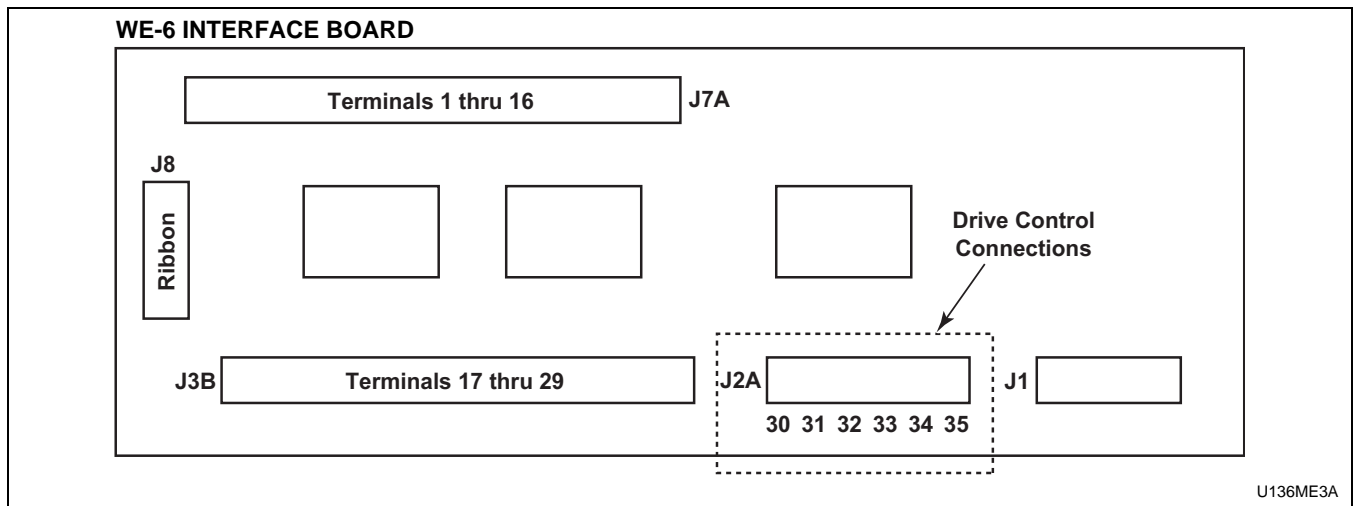 WE-6 INTERFACE BOARD
Terminals 1 thru 16
J7A
J8
Ribbon
Drive Control
Connections
J3B
Terminals 17 thru 29
J2A
J1
30 31 32 33 34 35
U136ME3A